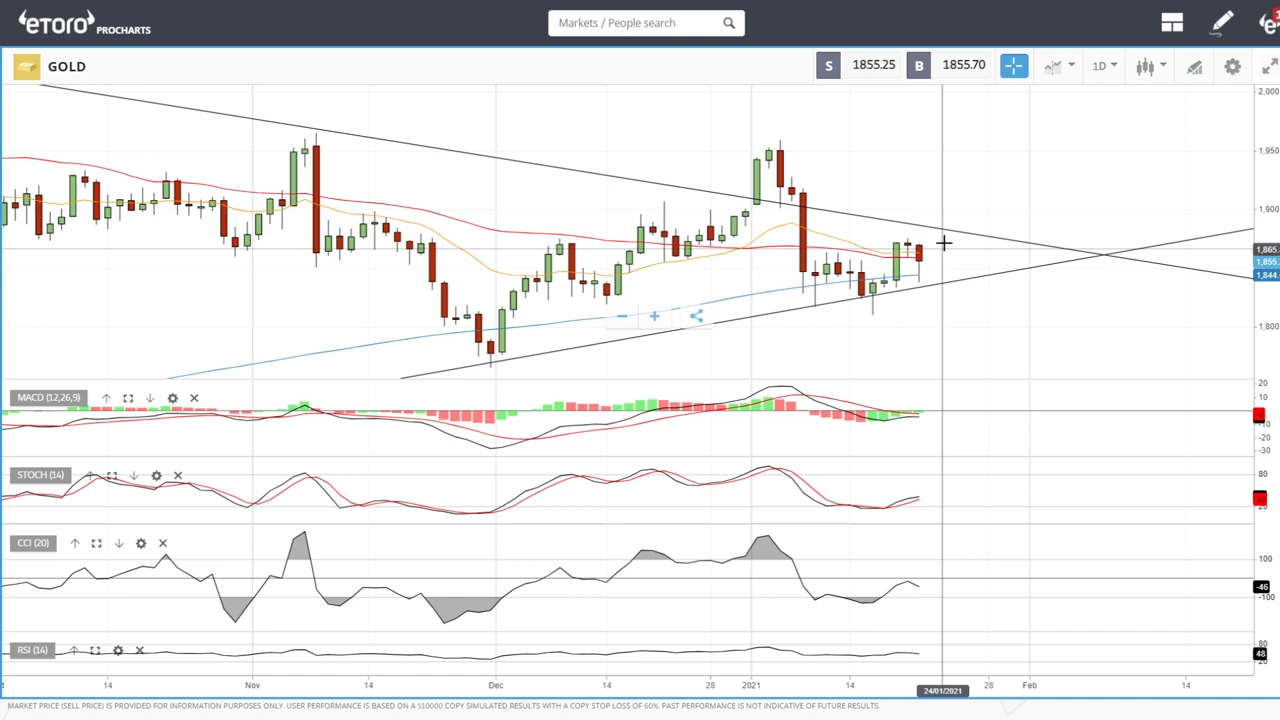 eTORO PROCHARTS
Markets / People search
GOLD
S 1855.25 B 1855.70
1D
2,000
1,950
1,900
1,865.
1,855.
1,844.
1,800
MACD (12,26,9)
20
10
-10
-20
-30
STOCH (14)
80
20
CCI (20)
100
-46
-100
RSI (14)
80
48
20
14 Nov 14 Dec 14 28 2021 14 28 Feb 14
24/01/2021
MARKET PRICE (SELL PRICE) IS PROVIDED FOR INFORMATION PURPOSES ONLY. USER PERFORMANCE IS BASED ON A $10000 COPY SIMULATED RESULTS WITH A COPY STOP LOSS OF 60%. PAST PERFORMANCE IS NOT INDICATIVE OF FUTURE RESULTS.